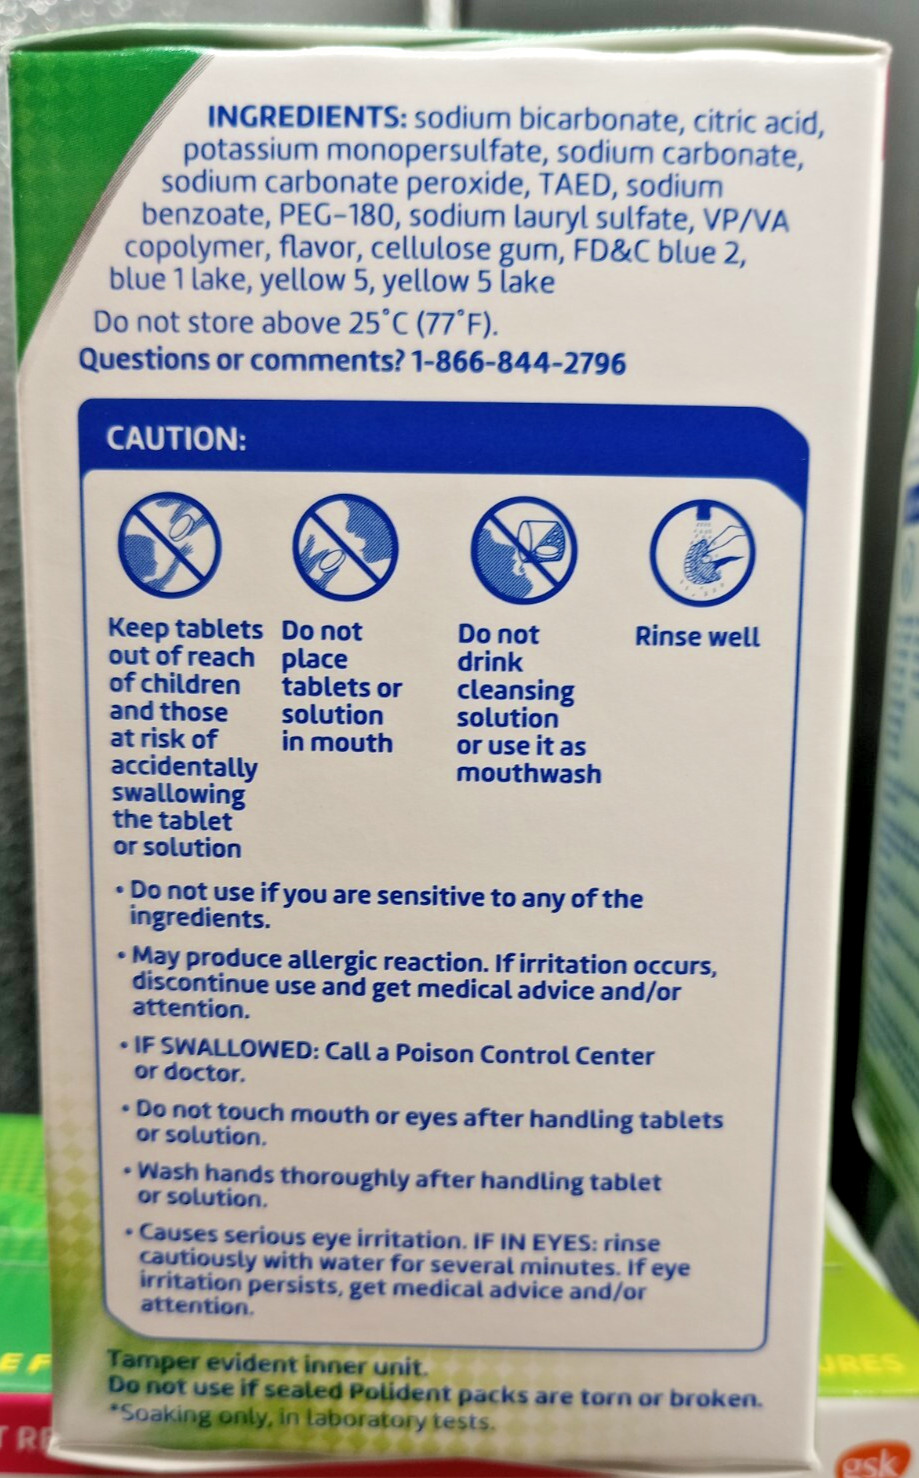 INGREDIENTS: sodium bicarbonate, citric acid,
potassium monopersulfate, sodium carbonate,
sodium carbonate peroxide, TAED, sodium
benzoate, PEG-180, sodium lauryl sulfate, VP/VA
copolymer, flavor, cellulose gum, FD&C blue 2,
blue 1 lake, yellow 5, yellow 5 lake
Do not store above 25°C (77°F).
Questions or comments? 1-866-844-2796
CAUTION:
Keep tablets
out of reach
of children
and those
at risk of
accidentally
swallowing
the tablet
or solution
Do not
place
tablets or
solution
in mouth
Do not
drink
cleansing
solution
or use it as
mouthwash
Rinse well
• Do not use if you are sensitive to any of the
ingredients.
• May produce allergic reaction. If irritation occurs,
discontinue use and get medical advice and/or
attention.
• IF SWALLOWED: Call a Poison Control Center
or doctor.
• Do not touch mouth or eyes after handling tablets
or solution.
• Wash hands thoroughly after handling tablet
or solution.
• Causes serious eye irritation. IF IN EYES: rinse
cautiously with water for several minutes. If eye
irritation persists, get medical advice and/or
attention.
Tamper evident inner unit.
Do not use if sealed Polident packs are torn or broken.
*Soaking only, in laboratory tests.
gsk